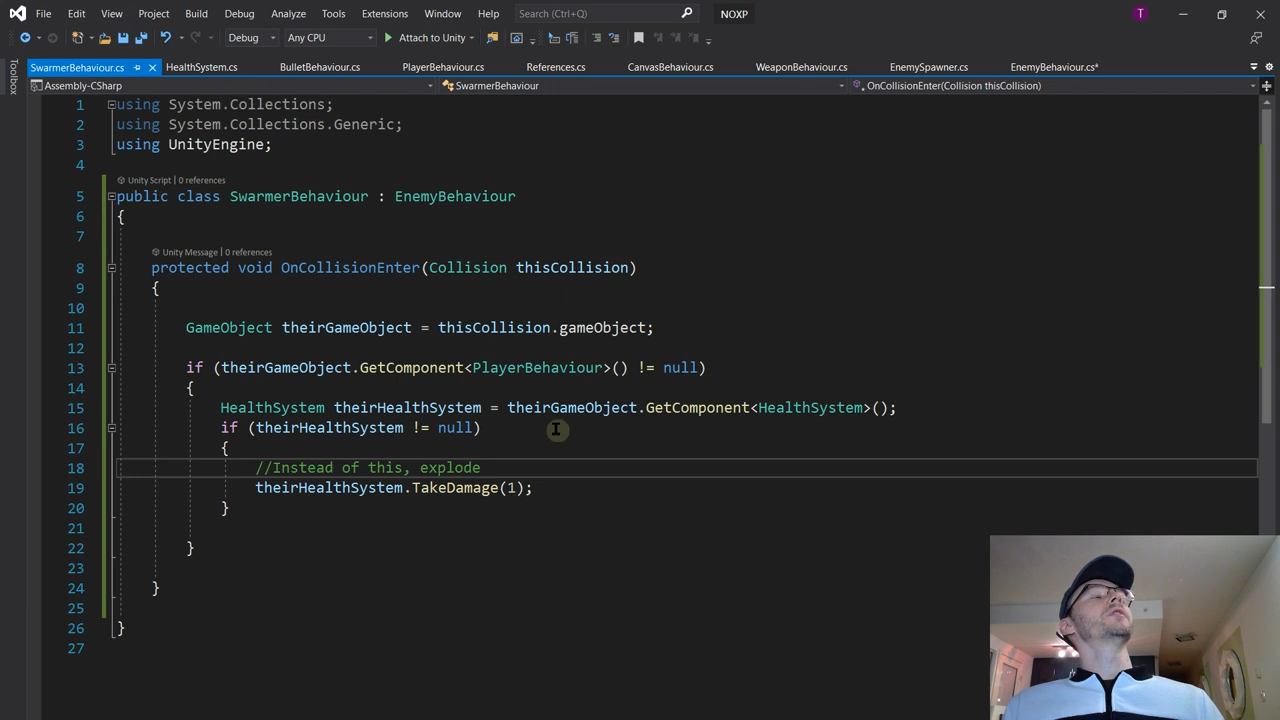 File Edit View Project Build Debug Analyze Tools Extensions Window Help Search (Ctrl+Q) NOXP T
Debug Any CPU Attach to Unity
SwarmerBehaviour.cs HealthSystem.cs BulletBehaviour.cs PlayerBehaviour.cs References.cs CanvasBehaviour.cs WeaponBehaviour.cs EnemySpawner.cs EnemyBehaviour.cs*
Toolbox
Assembly-CSharp SwarmerBehaviour OnCollisionEnter(Collision thisCollision)
1 using System.Collections;
2 using System.Collections.Generic;
3 using UnityEngine;
4
Unity Script | 0 references
5 public class SwarmerBehaviour : EnemyBehaviour
6 {
7
Unity Message | 0 references
8 protected void OnCollisionEnter(Collision thisCollision)
9 {
10
11 GameObject theirGameObject = thisCollision.gameObject;
12
13 if (theirGameObject.GetComponent<PlayerBehaviour>() != null)
14 {
15 HealthSystem theirHealthSystem = theirGameObject.GetComponent<HealthSystem>();
16 if (theirHealthSystem != null)
17 {
18 //Instead of this, explode
19 theirHealthSystem.TakeDamage(1);
20 }
21
22 }
23
24 }
25
26 }
27